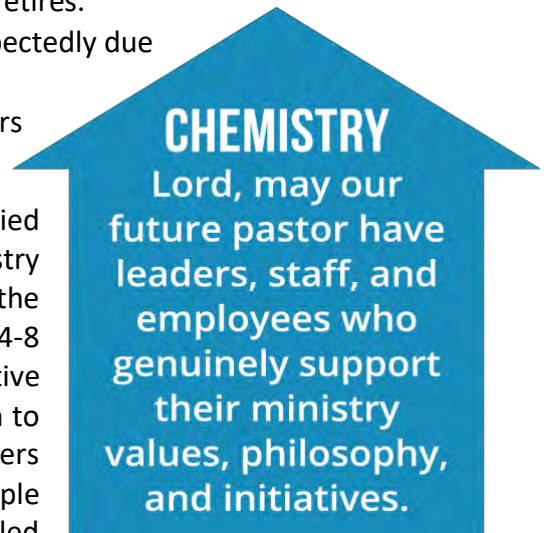 etires.
pectedly due
rs
CHEMISTRY
Lord, may our
future pastor have
leaders, staff, and
employees who
genuinely support
their ministry
values, philosophy,
and initiatives.
ied
stry
the
4-8
tive
to
ers
ple
led